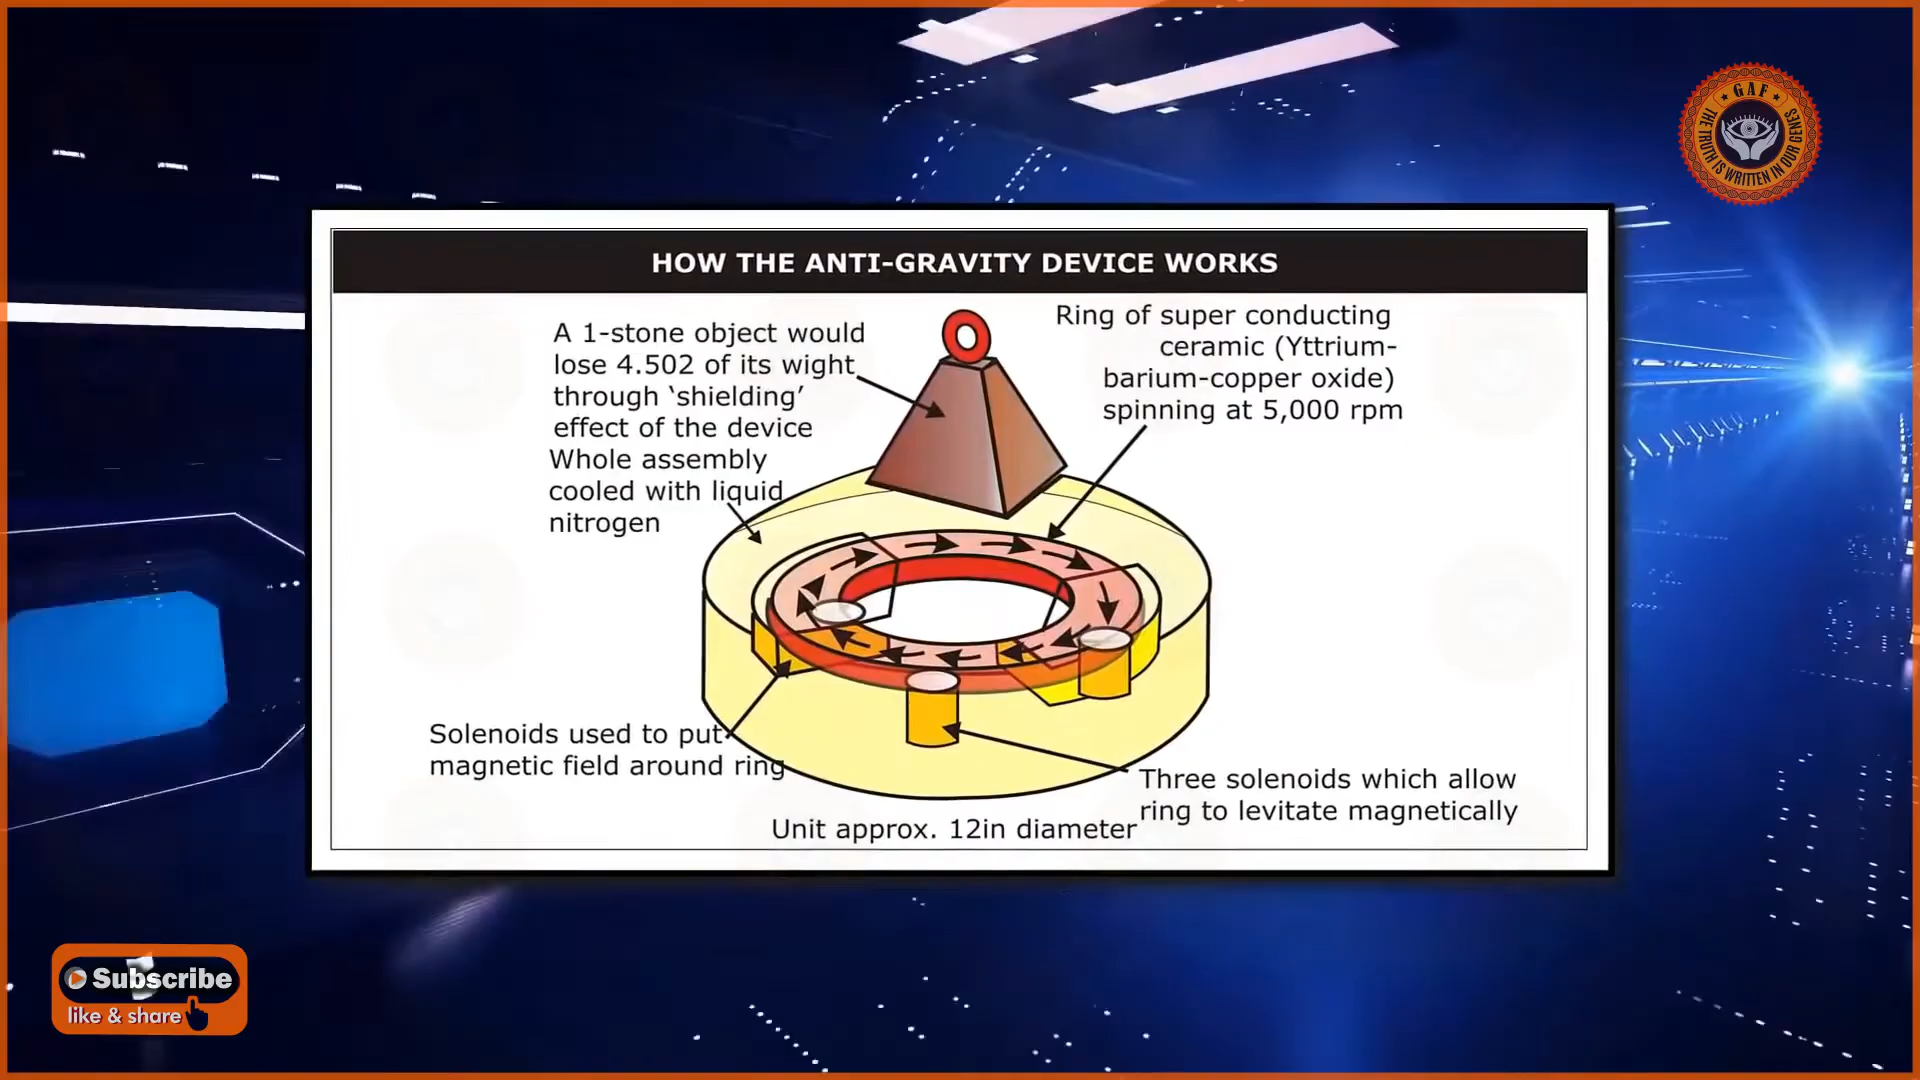 GAF
THE TRUTH IS WRITTEN IN OUR GENES
HOW THE ANTI-GRAVITY DEVICE WORKS
A 1-stone object would
lose 4.502 of its wight
through ‘shielding’
effect of the device
Whole assembly
cooled with liquid
nitrogen
Ring of super conducting
ceramic (Yttrium-
barium-copper oxide)
spinning at 5,000 rpm
Solenoids used to put
magnetic field around ring
Three solenoids which allow
ring to levitate magnetically
Unit approx. 12in diameter
Subscribe
like & share